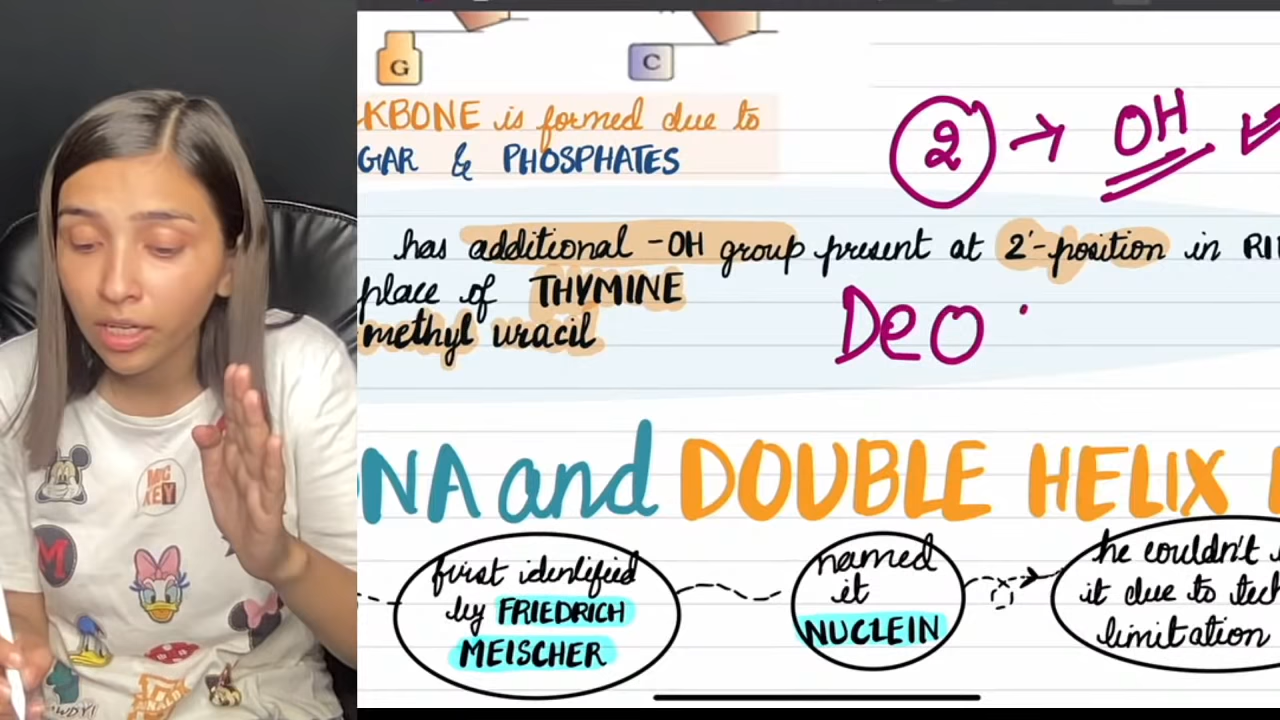 G
C
KBONE is formed due to
GAR & PHOSPHATES
2 → OH
has additional -OH group present at 2'-position in RI
place of THYMINE
methyl uracil
Deo
NA and DOUBLE HELIX
first identified
by FRIEDRICH
MEISCHER
named
it
NUCLEIN
he couldn't
it due to tech
limitation
MIC
KEY
M